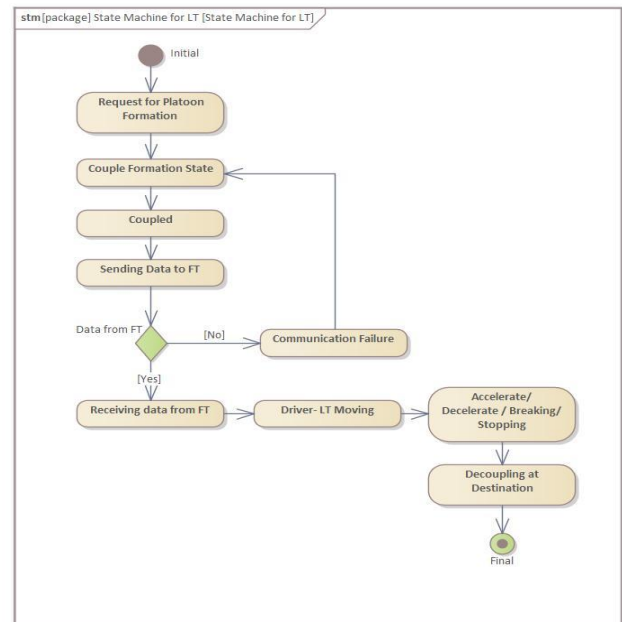 stm [package] State Machine for LT [State Machine for LT]
Initial
Request for Platoon
Formation
Couple Formation State
Coupled
Sending Data to FT
Data from FT
[No]
Communication Failure
[Yes]
Receiving data from FT
Driver- LT Moving
Accelerate/
Decelerate / Breaking/
Stopping
Decoupling at
Destination
Final